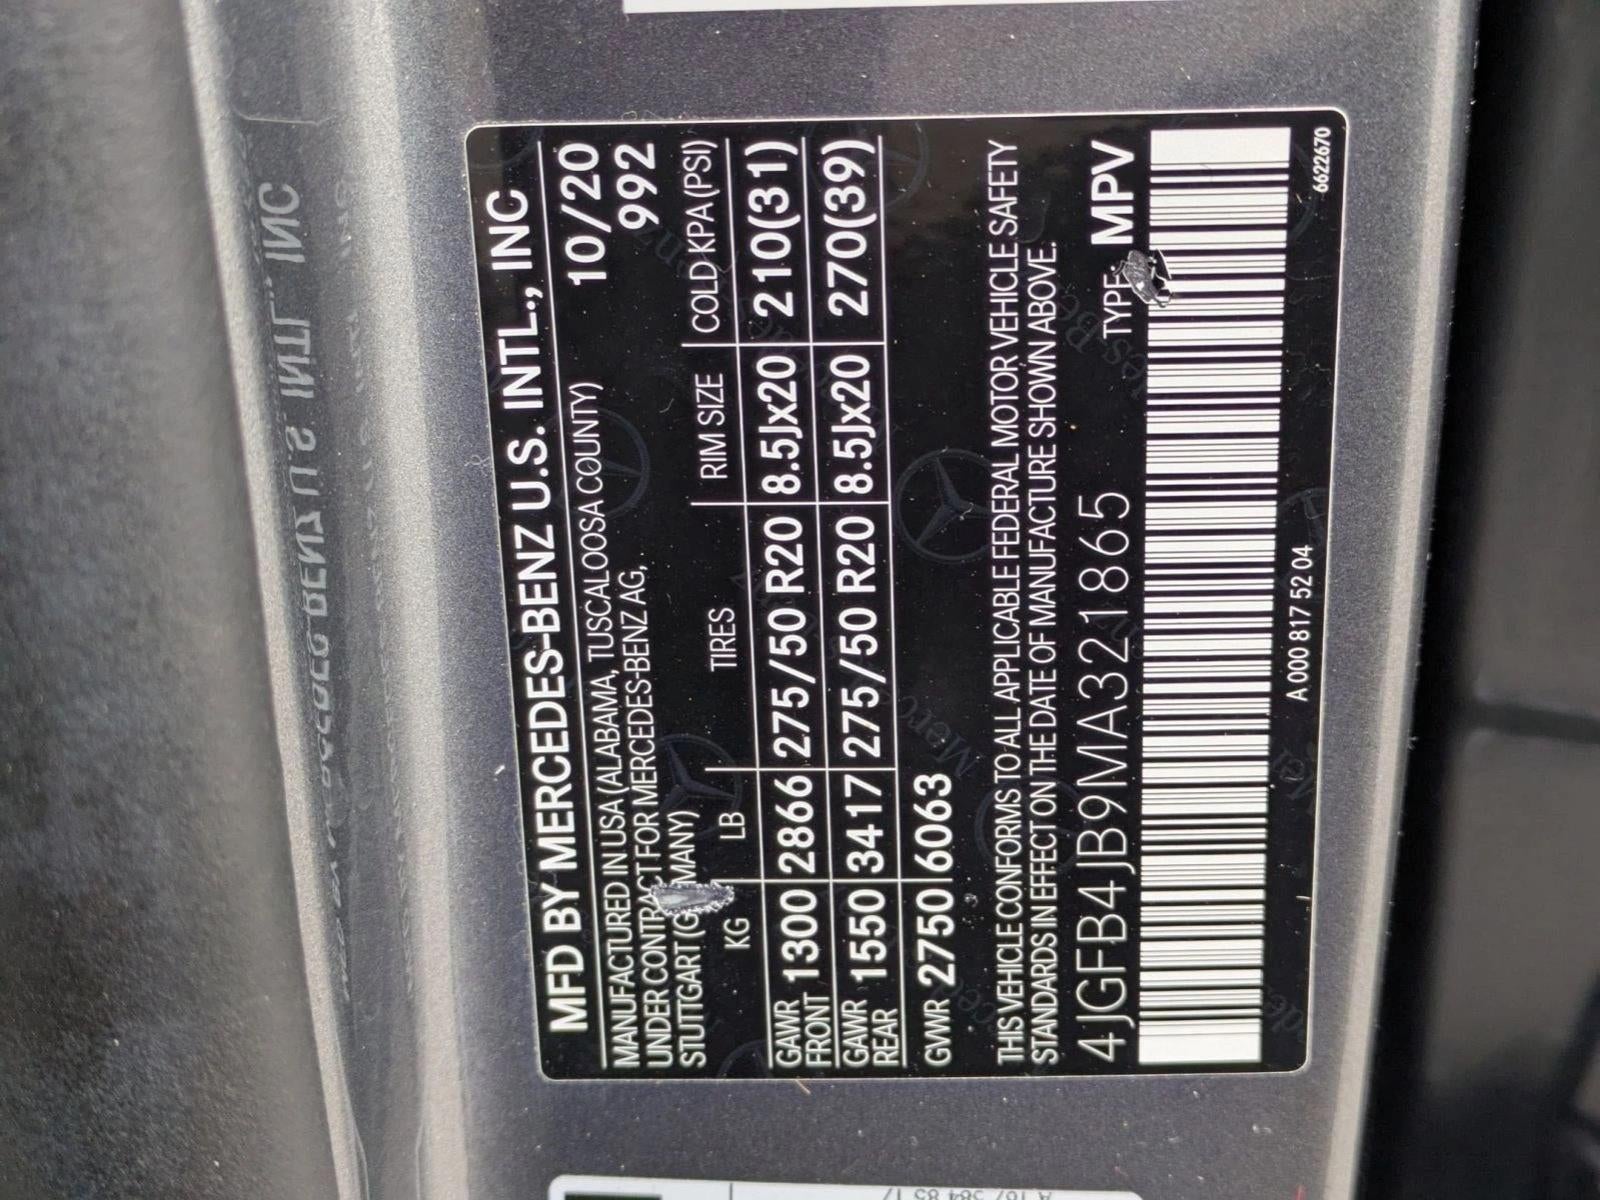 MFD BY MERCEDES-BENZ U.S. INTL., INC
MANUFACTURED IN USA (ALABAMA, TUSCALOOSA COUNTY) 10/20
UNDER CONTRACT FOR MERCEDES-BENZ AG, 992
STUTTGART (G MANY)
KG LB TIRES RIM SIZE COLD KPA (PSI)
GAWR FRONT 1300 2866 275/50 R20 8.5Jx20 210(31)
GAWR REAR 1550 3417 275/50 R20 8.5Jx20 270(39)
GVWR 2750 6063
THIS VEHICLE CONFORMS TO ALL APPLICABLE FEDERAL MOTOR VEHICLE SAFETY
STANDARDS IN EFFECT ON THE DATE OF MANUFACTURE SHOWN ABOVE.
4JGFB4JB9MA321865 TYPE MPV
A 000 817 52 04 6622670